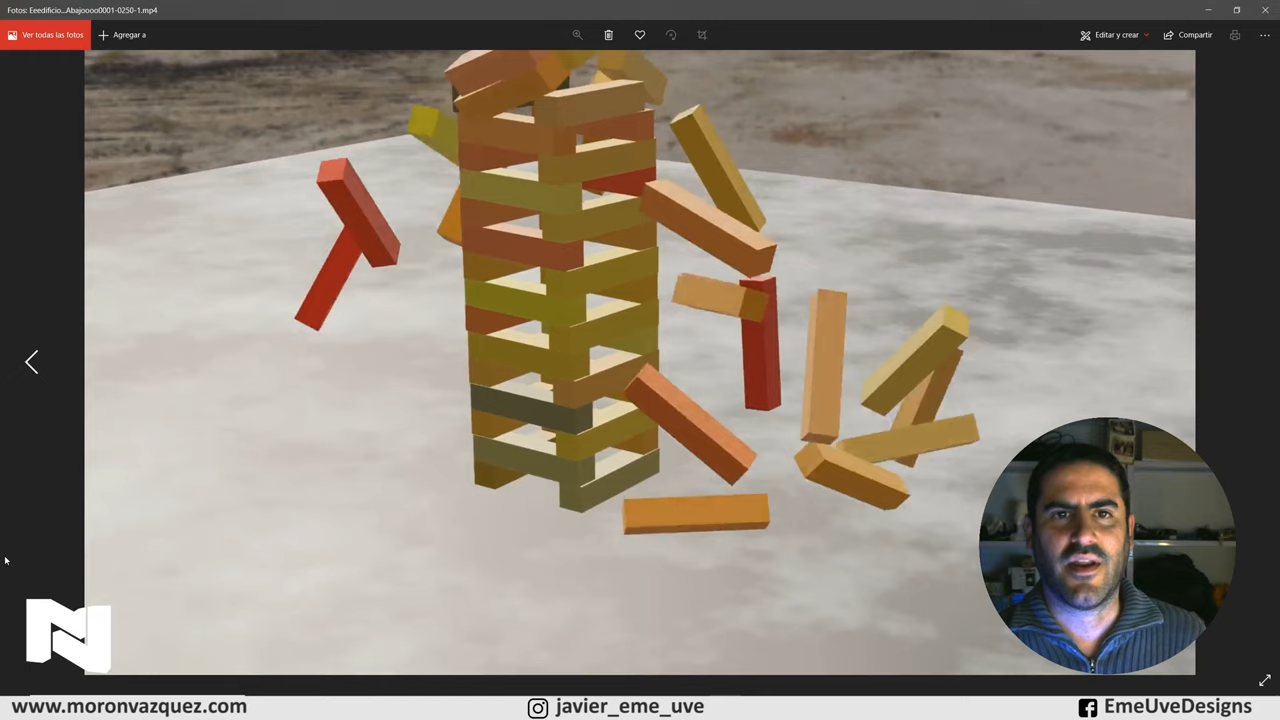 Fotos: Eeedificio...Abajoooo0001-0250-1.mp4
Ver todas las fotos
Agregar a
Editar y crear
Compartir
N
www.moronvazquez.com
javier_eme_uve
EmeUveDesigns